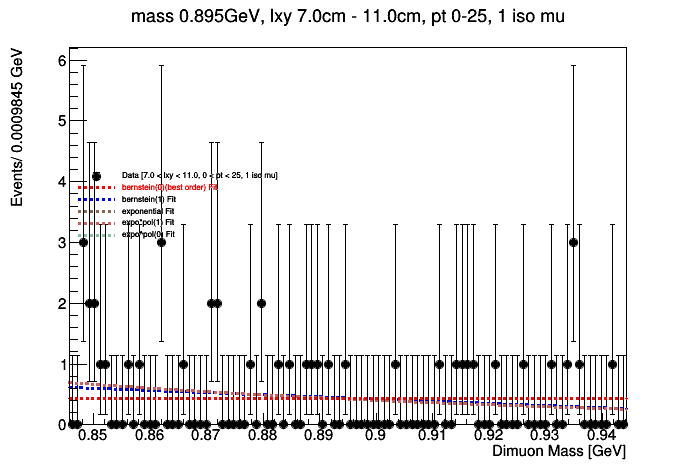 mass 0.895GeV, lxy 7.0cm - 11.0cm, pt 0-25, 1 iso mu
Events/ 0.0009845 GeV
6
5
4
3
2
1
0
Data [7.0 < lxy < 11.0, 0 < pt < 25, 1 iso mu]
bernstein(0)(best order) Fit
bernstein(1) Fit
exponential Fit
expo*pol(1) Fit
expo*pol(0) Fit
0.85 0.86 0.87 0.88 0.89 0.9 0.91 0.92 0.93 0.94
Dimuon Mass [GeV]